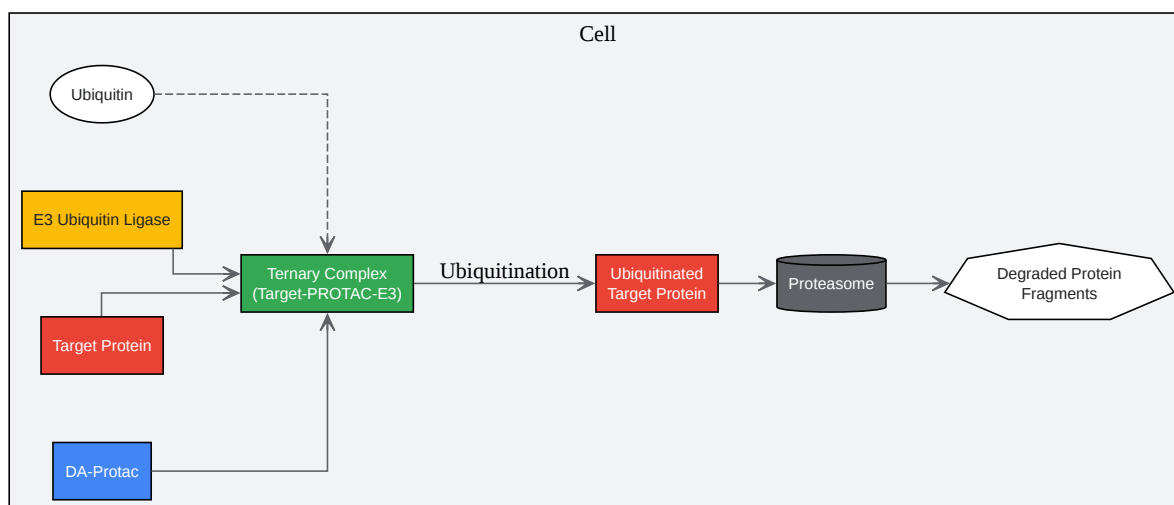 Cell
Ubiquitin
E3 Ubiquitin Ligase
Target Protein
DA-Protac
Ternary Complex
(Target-PROTAC-E3)
Ubiquitination
Ubiquitinated
Target Protein
Proteasome
Degraded Protein
Fragments